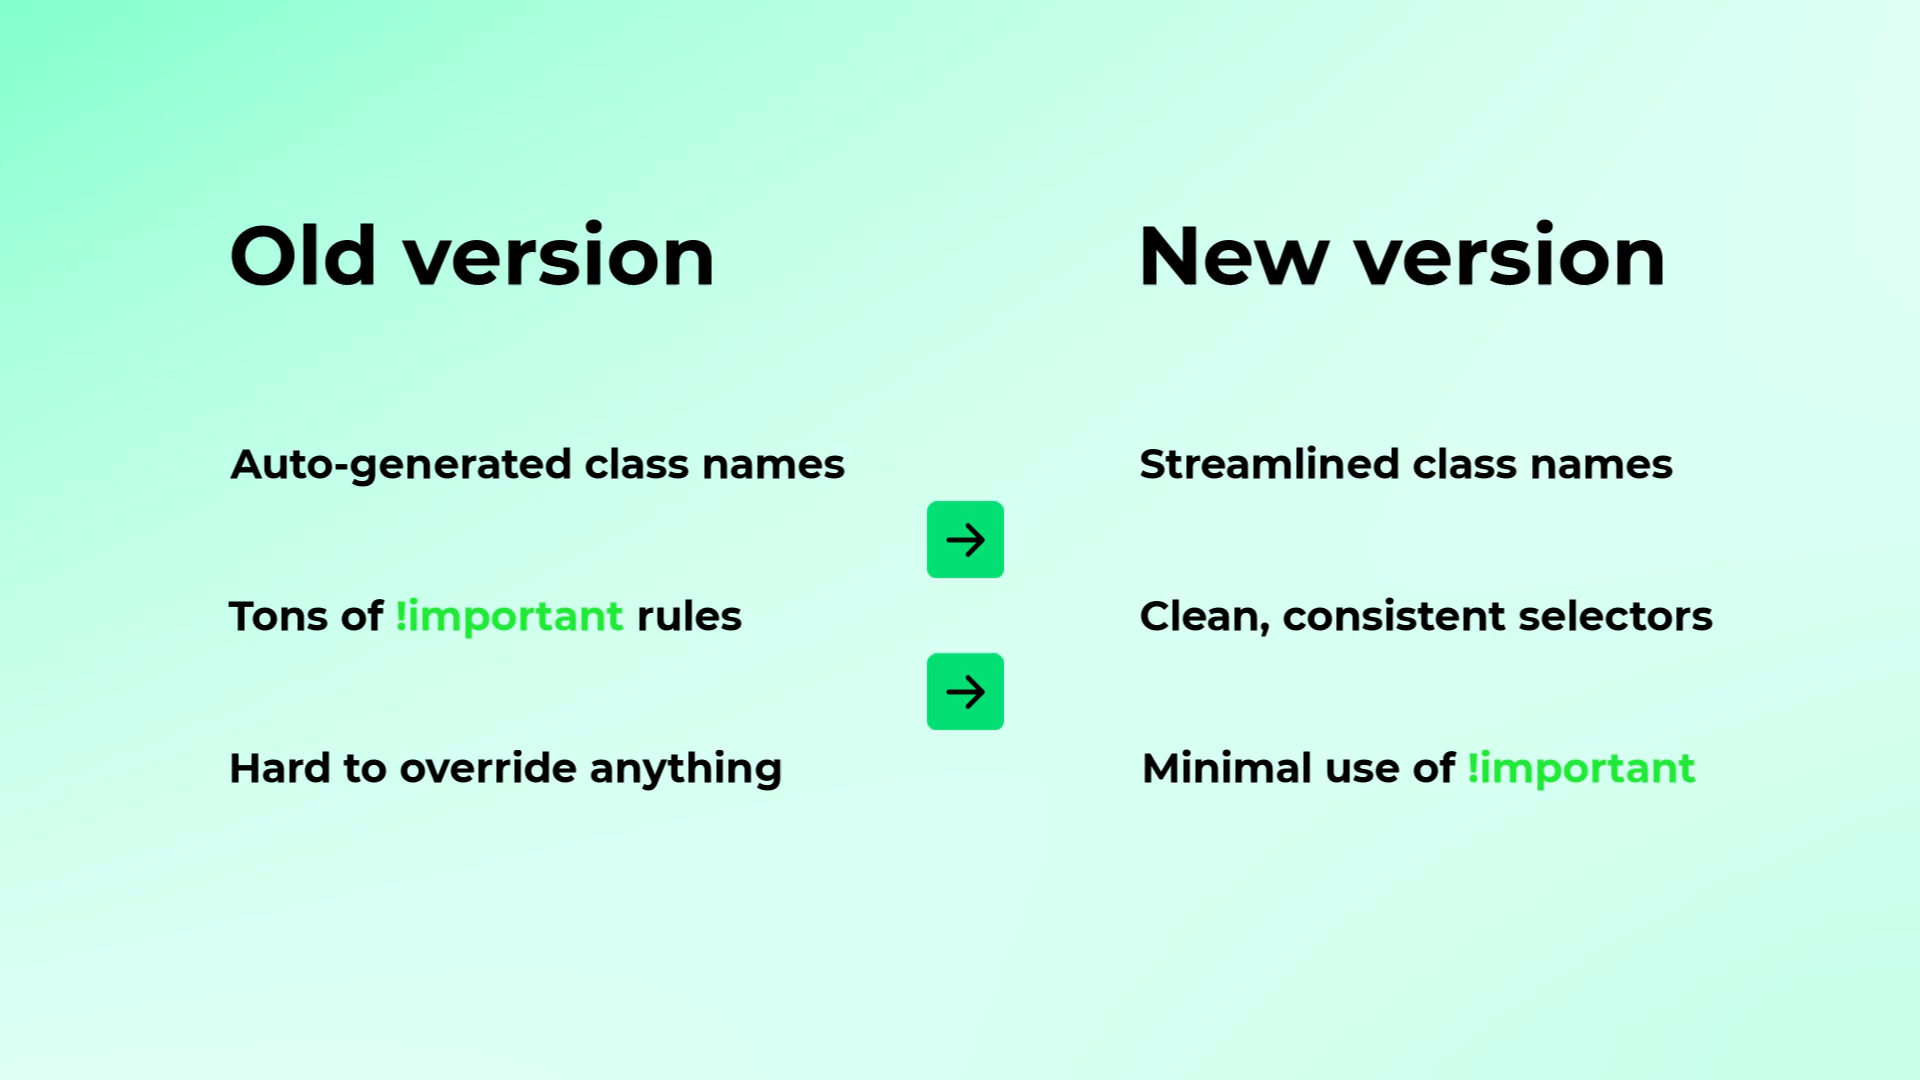 Old version
Auto-generated class names
Tons of !important rules
Hard to override anything
New version
Streamlined class names
Clean, consistent selectors
Minimal use of !important